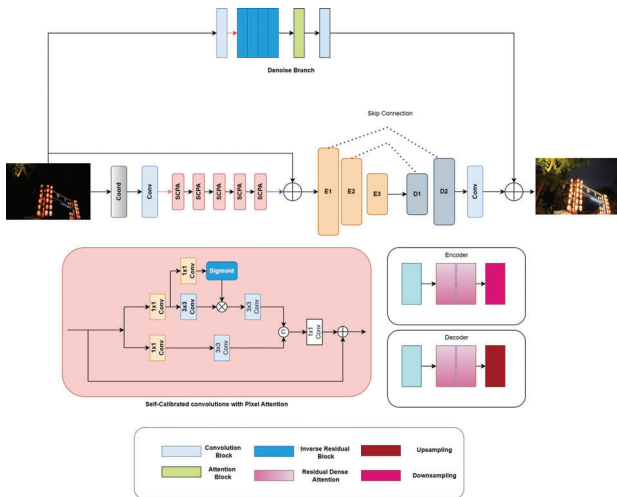 Denoise Branch
Skip Connection
Coord
Conv
SCPA
SCPA
SCPA
SCPA
SCPA
E1
E2
E3
D1
D2
Conv
1x1
Conv
Sigmoid
1x1
Conv
3x3
Conv
3x3
Conv
1x1
Conv
3x3
Conv
C
1x1
Conv
Self-Calibrated convolutions with Pixel Attention
Encoder
Decoder
Convolution
Block
Inverse Residual
Block
Upsampling
Attention
Block
Residual Dense
Attention
Downsampling